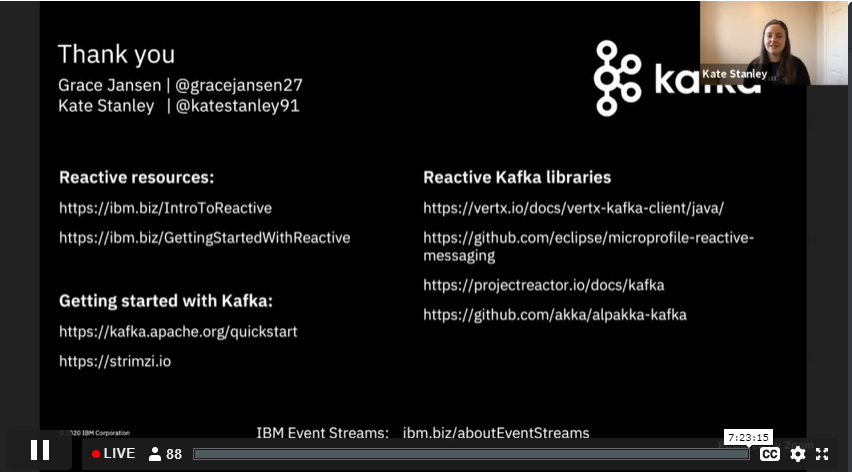 Thank you
Grace Jansen | @gracejansen27
Kate Stanley | @katestanley91
Kate Stanley
Reactive resources:
https://ibm.biz/IntroToReactive
https://ibm.biz/GettingStartedWithReactive
Getting started with Kafka:
https://kafka.apache.org/quickstart
https://strimzi.io
Reactive Kafka libraries
https://vertx.io/docs/vertx-kafka-client/java/
https://github.com/eclipse/microprofile-reactive-
messaging
https://projectreactor.io/docs/kafka
https://github.com/akka/alpakka-kafka
2020 IBM Corporation
IBM Event Streams: ibm.biz/aboutEventStreams
7:23:15
LIVE 88
CC